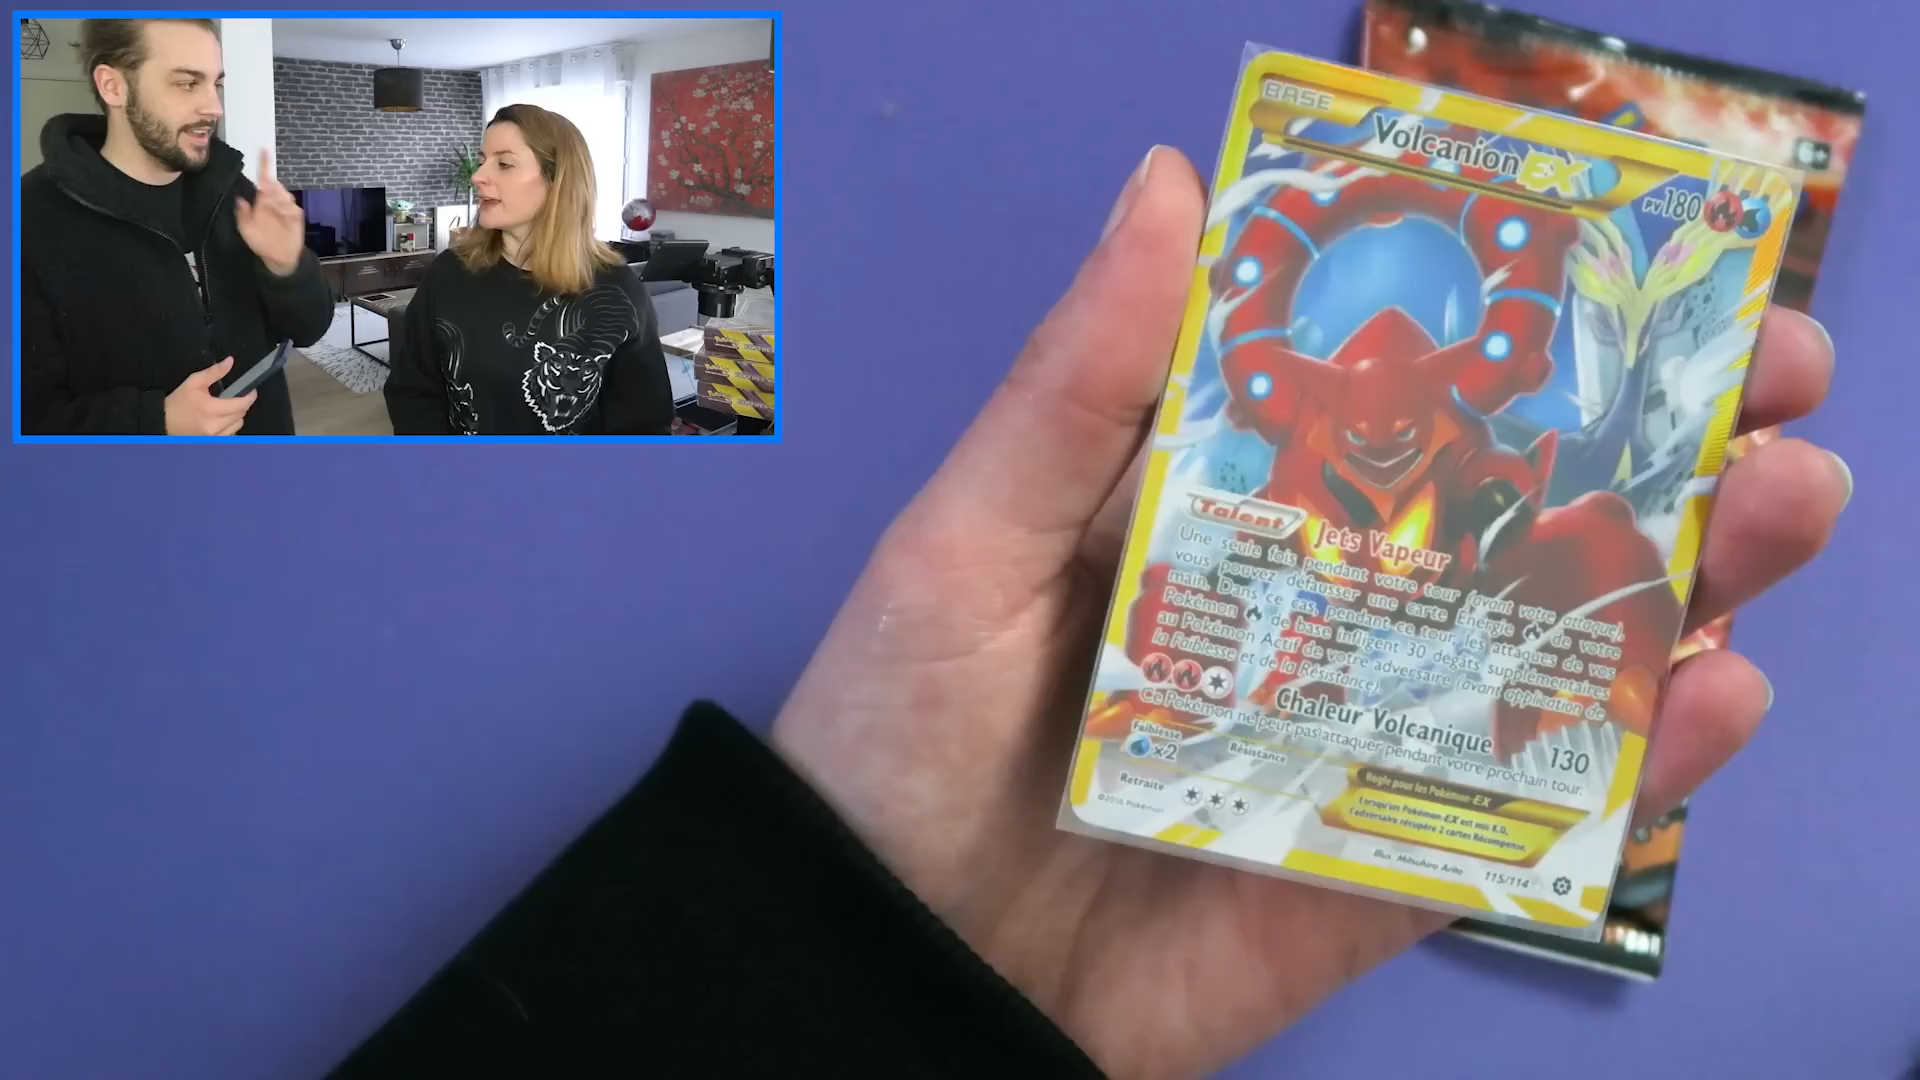 BASE
Volcanion EX
PV180
6+
Talent
Jets Vapeur
Une seule fois pendant votre tour (avant votre attaque),
vous pouvez défausser une carte Énergie de votre
main. Dans ce cas, pendant ce tour, les attaques de vos
Pokémon de base infligent 30 dégâts supplémentaires
au Pokémon Actif de votre adversaire (avant application de
la Faiblesse et de la Résistance).
Chaleur Volcanique 130
Ce Pokémon ne peut pas attaquer pendant votre prochain tour.
Faiblesse
x2
Résistance
Retraite
©2016 Pokémon
Règle pour les Pokémon-EX
Lorsqu'un Pokémon-EX est mis K.O.,
l'adversaire récupère 2 cartes Récompense.
Illus. Mitsuhiro Arita
115/114